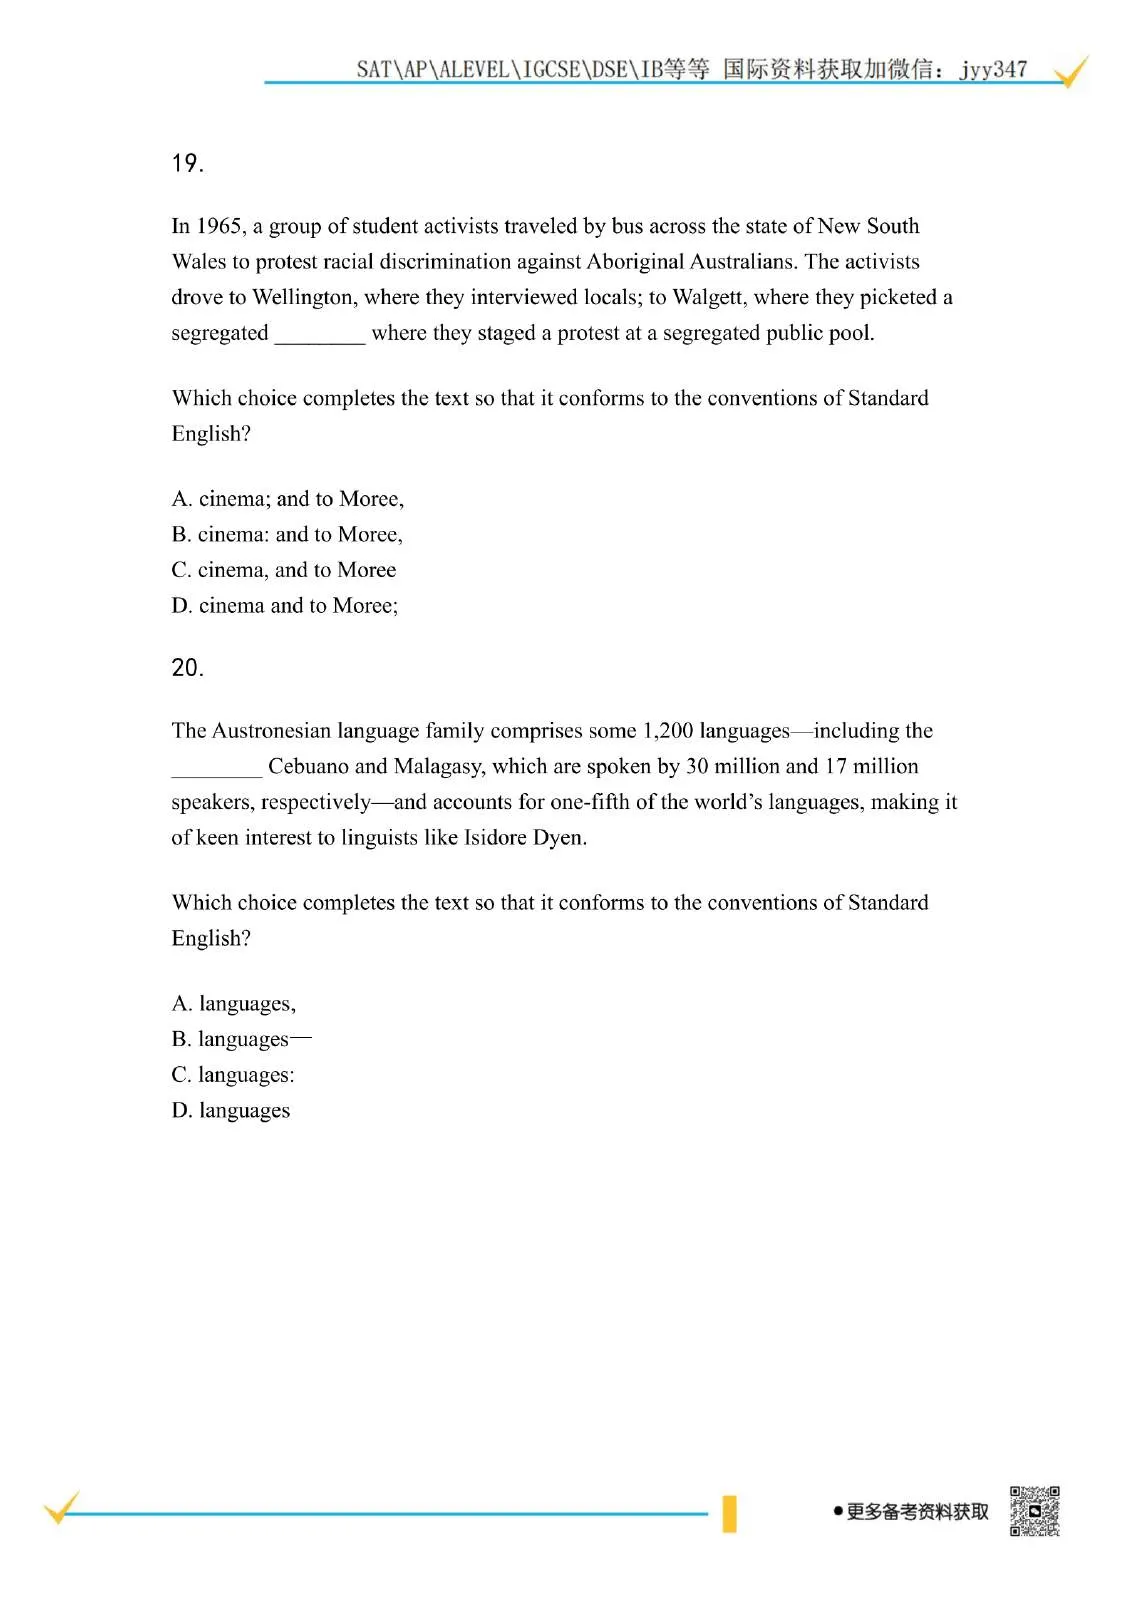 SAT\AP\ALEVEL\IGCSE\DSE\IB等等 国际资料获取加微信：jyy347
19.
In 1965, a group of student activists traveled by bus across the state of New South
Wales to protest racial discrimination against Aboriginal Australians. The activists
drove to Wellington, where they interviewed locals; to Walgett, where they picketed a
segregated ________ where they staged a protest at a segregated public pool.
Which choice completes the text so that it conforms to the conventions of Standard
English?
A. cinema; and to Moree,
B. cinema: and to Moree,
C. cinema, and to Moree
D. cinema and to Moree;
20.
The Austronesian language family comprises some 1,200 languages—including the
________ Cebuano and Malagasy, which are spoken by 30 million and 17 million
speakers, respectively—and accounts for one-fifth of the world’s languages, making it
of keen interest to linguists like Isidore Dyen.
Which choice completes the text so that it conforms to the conventions of Standard
English?
A. languages,
B. languages—
C. languages:
D. languages
●更多备考资料获取